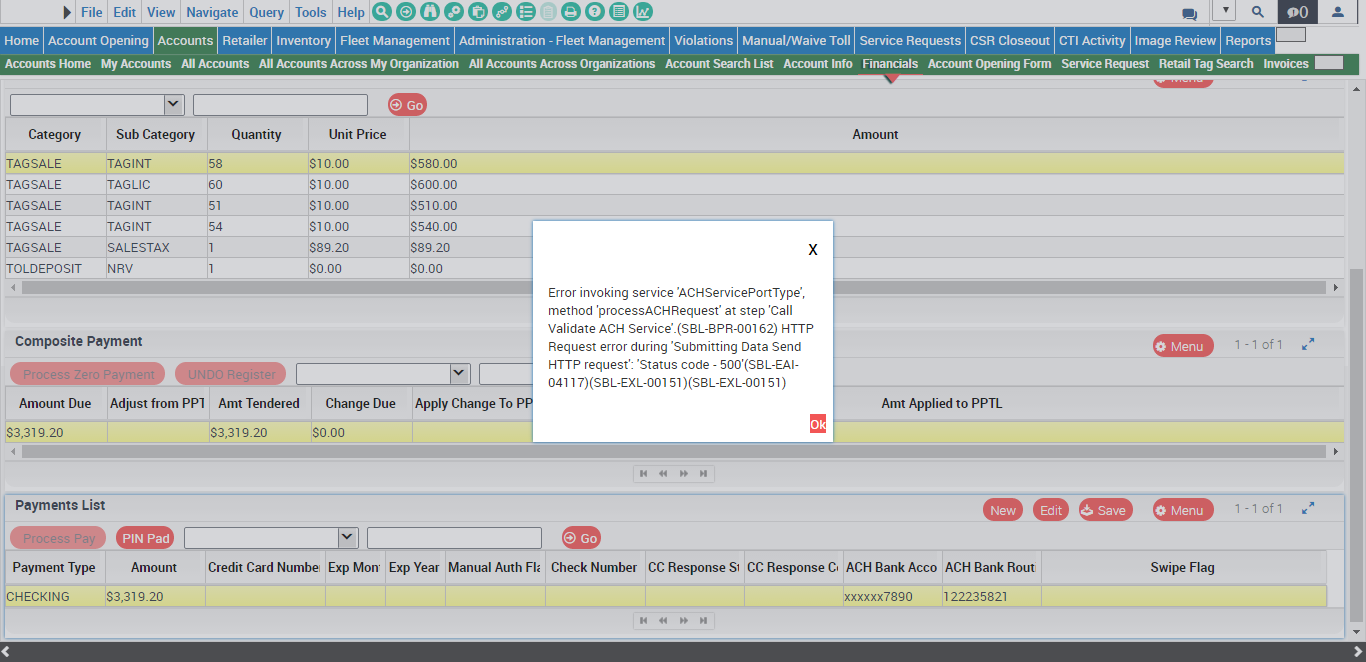 File Edit View Navigate Query Tools Help 0
Home Account Opening Accounts Retailer Inventory Fleet Management Administration - Fleet Management Violations Manual/Waive Toll Service Requests CSR Closeout CTI Activity Image Review Reports
Accounts Home My Accounts All Accounts All Accounts Across My Organization All Accounts Across Organizations Account Search List Account Info Financials Account Opening Form Service Request Retail Tag Search Invoices
Menu
Go
Category Sub Category Quantity Unit Price Amount
TAGSALE TAGINT 58 $10.00 $580.00
TAGSALE TAGLIC 60 $10.00 $600.00
TAGSALE TAGINT 51 $10.00 $510.00
TAGSALE TAGINT 54 $10.00 $540.00
TAGSALE SALESTAX 1 $89.20 $89.20
TOLDEPOSIT NRV 1 $0.00 $0.00
X
Error invoking service 'ACHServicePortType',
method 'processACHRequest' at step 'Call
Validate ACH Service'.(SBL-BPR-00162) HTTP
Request error during 'Submitting Data Send
HTTP request': 'Status code - 500'(SBL-EAI-
04117)(SBL-EXL-00151)(SBL-EXL-00151)
Ok
Composite Payment Menu 1 - 1 of 1
Process Zero Payment UNDO Register
Amount Due Adjust from PPT Amt Tendered Change Due Apply Change To PP Amt Applied to PPTL
$3,319.20 $3,319.20 $0.00
Payments List New Edit Save Menu 1 - 1 of 1
Process Pay PIN Pad Go
Payment Type Amount Credit Card Number Exp Mon Exp Year Manual Auth Fla Check Number CC Response St CC Response C ACH Bank Acco ACH Bank Rout Swipe Flag
CHECKING $3,319.20 xxxxxx7890 122235821